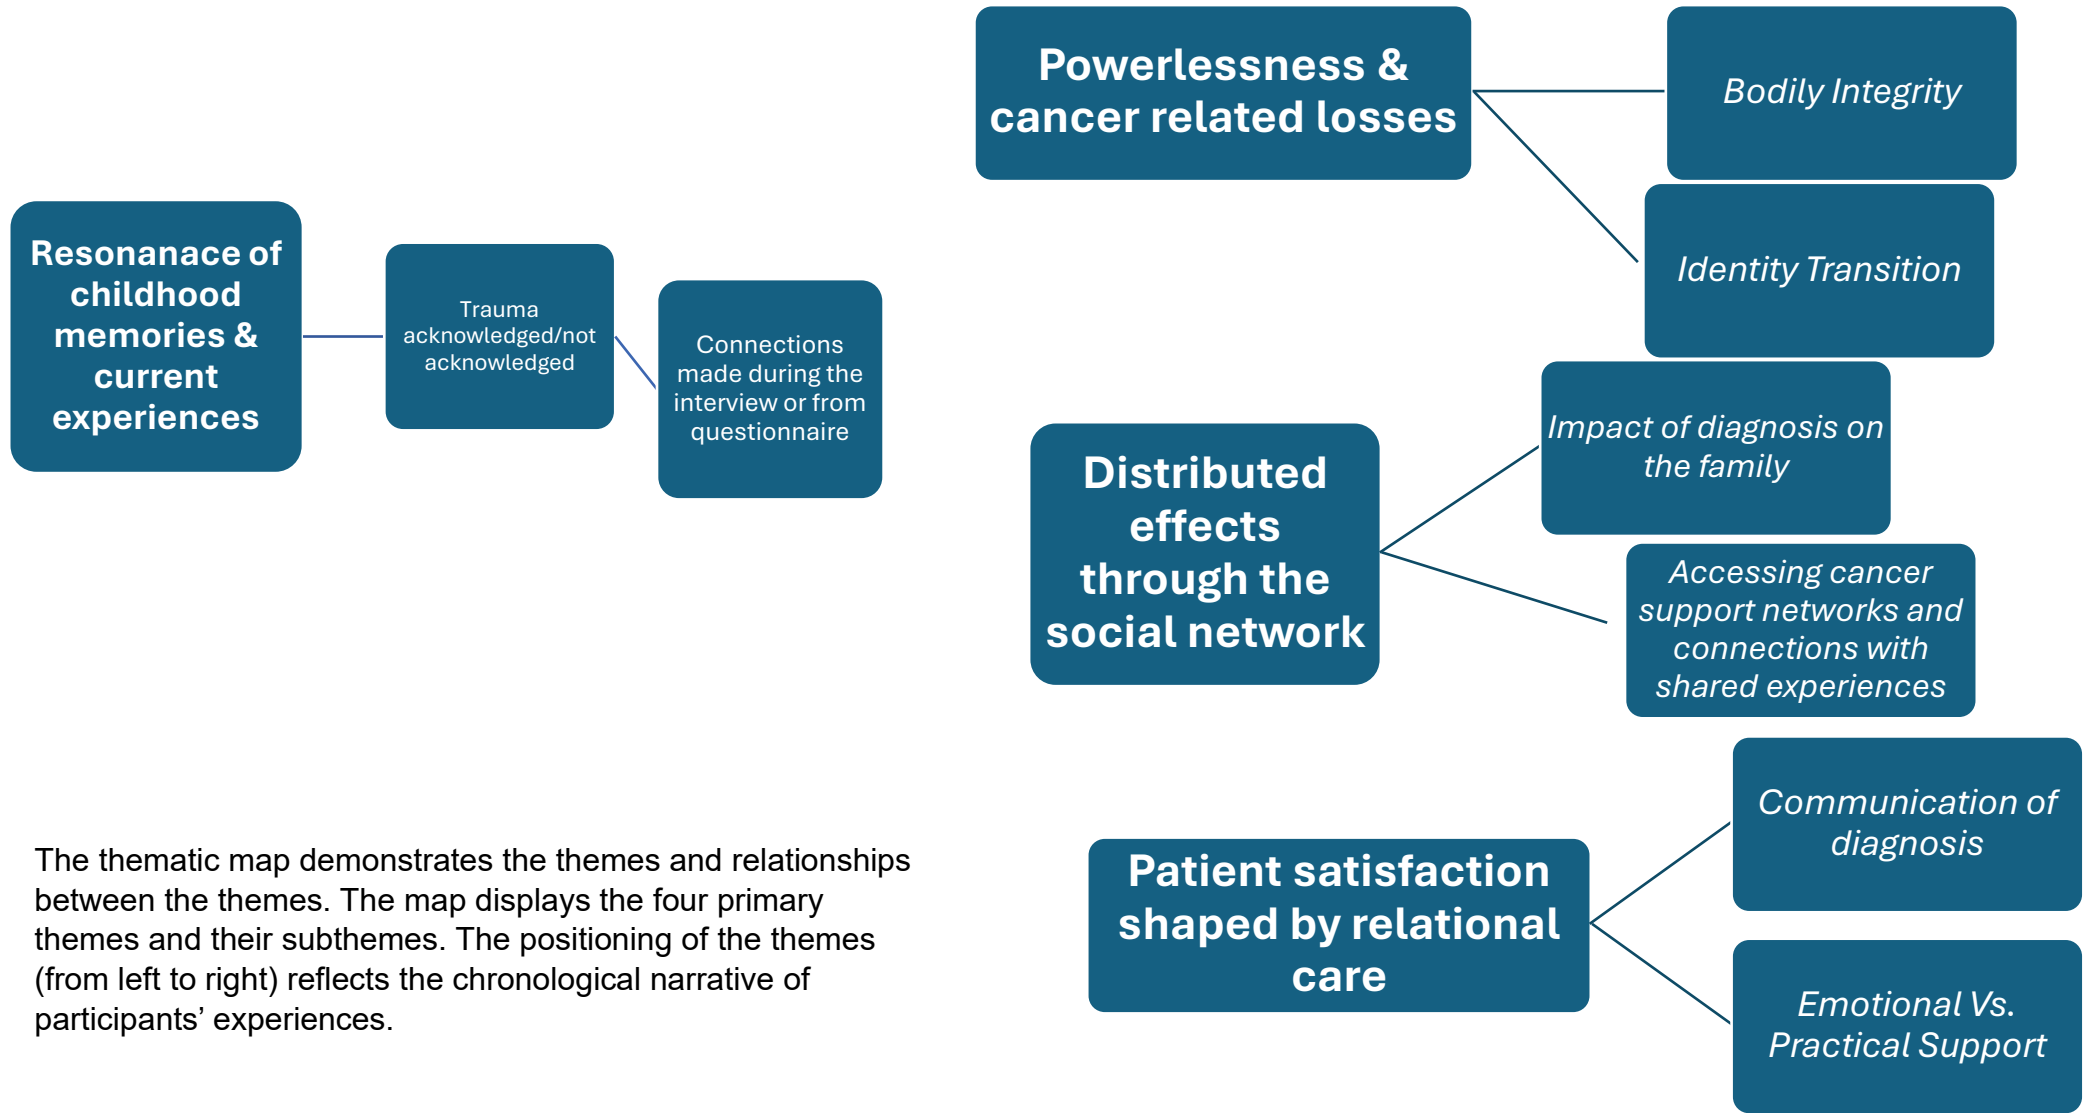 Resonanace of
childhood
memories &
current
experiences
Trauma
acknowledged/not
acknowledged
Connections
made during the
interview or from
questionnaire
Powerlessness &
cancer related losses
Bodily Integrity
Identity Transition
Distributed
effects
through the
social network
Impact of diagnosis on
the family
Accessing cancer
support networks and
connections with
shared experiences
Patient satisfaction
shaped by relational
care
Communication of
diagnosis
Emotional Vs.
Practical Support
The thematic map demonstrates the themes and relationships
between the themes. The map displays the four primary
themes and their subthemes. The positioning of the themes
(from left to right) reflects the chronological narrative of
participants’ experiences.